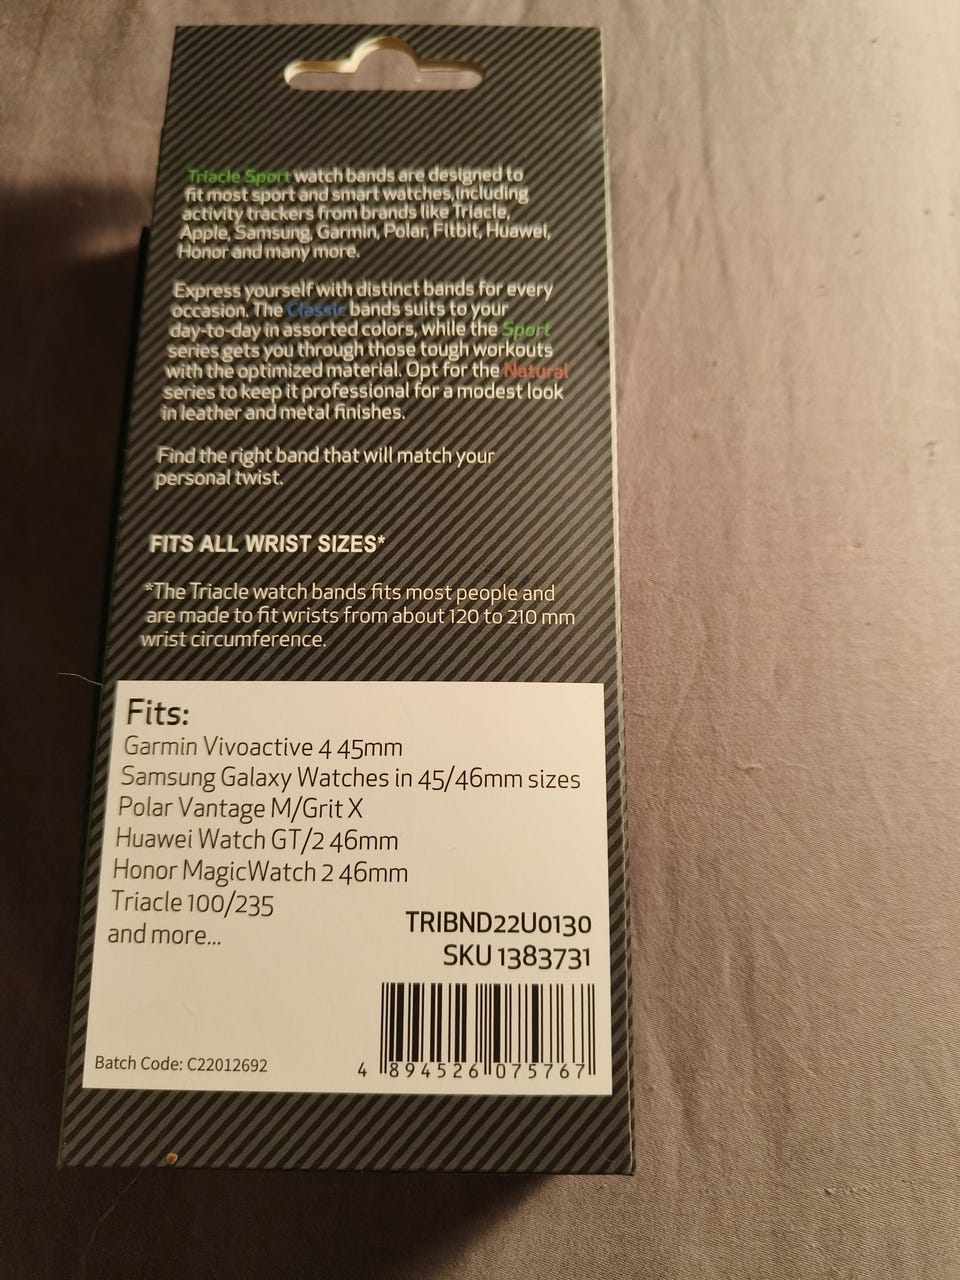 Triacle Sport watch bands are designed to
fit most sport and smart watches, including
activity trackers from brands like Triacle,
Apple, Samsung, Garmin, Polar, Fitbit, Huawei,
Honor and many more.
Express yourself with distinct bands for every
occasion. The Classic bands suits to your
day-to-day in assorted colors, while the Sport
series gets you through those tough workouts
with the optimized material. Opt for the Natural
series to keep it professional for a modest look
in leather and metal finishes.
Find the right band that will match your
personal twist.
FITS ALL WRIST SIZES*
*The Triacle watch bands fits most people and
are made to fit wrists from about 120 to 210 mm
wrist circumference.
Fits:
Garmin Vivoactive 4 45mm
Samsung Galaxy Watches in 45/46mm sizes
Polar Vantage M/Grit X
Huawei Watch GT/2 46mm
Honor MagicWatch 2 46mm
Triacle 100/235
and more...
TRIBND22U0130
SKU 1383731
Batch Code: C22012692
4 894526 075767